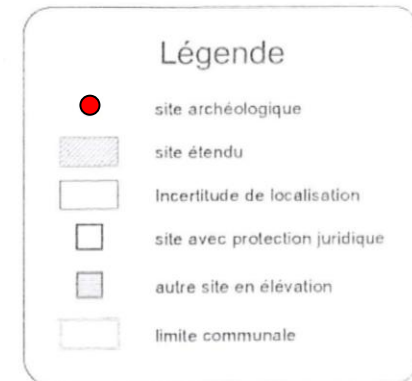 Légende
site archéologique
site étendu
Incertitude de localisation
site avec protection juridique
autre site en élévation
limite communale